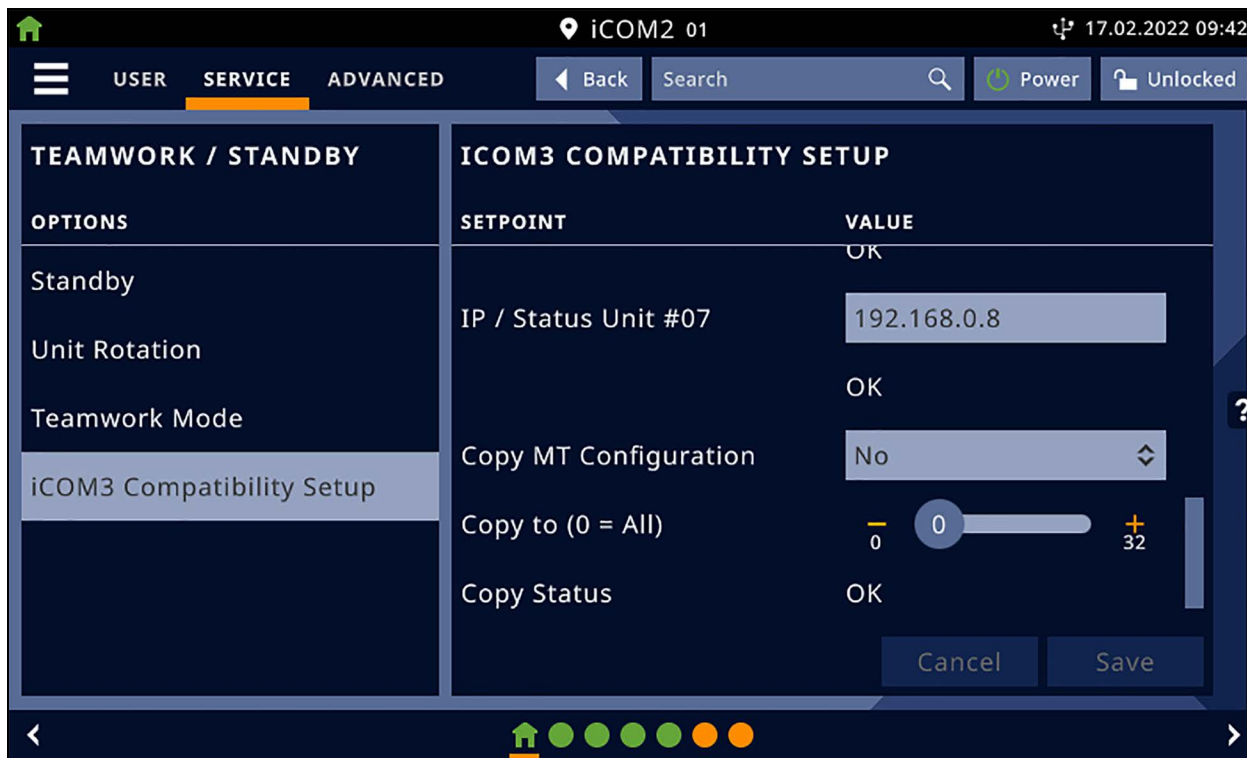 iCOM2 01
17.02.2022 09:42
USER SERVICE ADVANCED Back Search Power Unlocked
TEAMWORK / STANDBY
OPTIONS
Standby
Unit Rotation
Teamwork Mode
iCOM3 Compatibility Setup
ICOM3 COMPATIBILITY SETUP
SETPOINT VALUE
OK
IP / Status Unit #07 192.168.0.8
OK
Copy MT Configuration No
Copy to (0 = All) − 0 0 + 32
Copy Status OK
Cancel Save
?